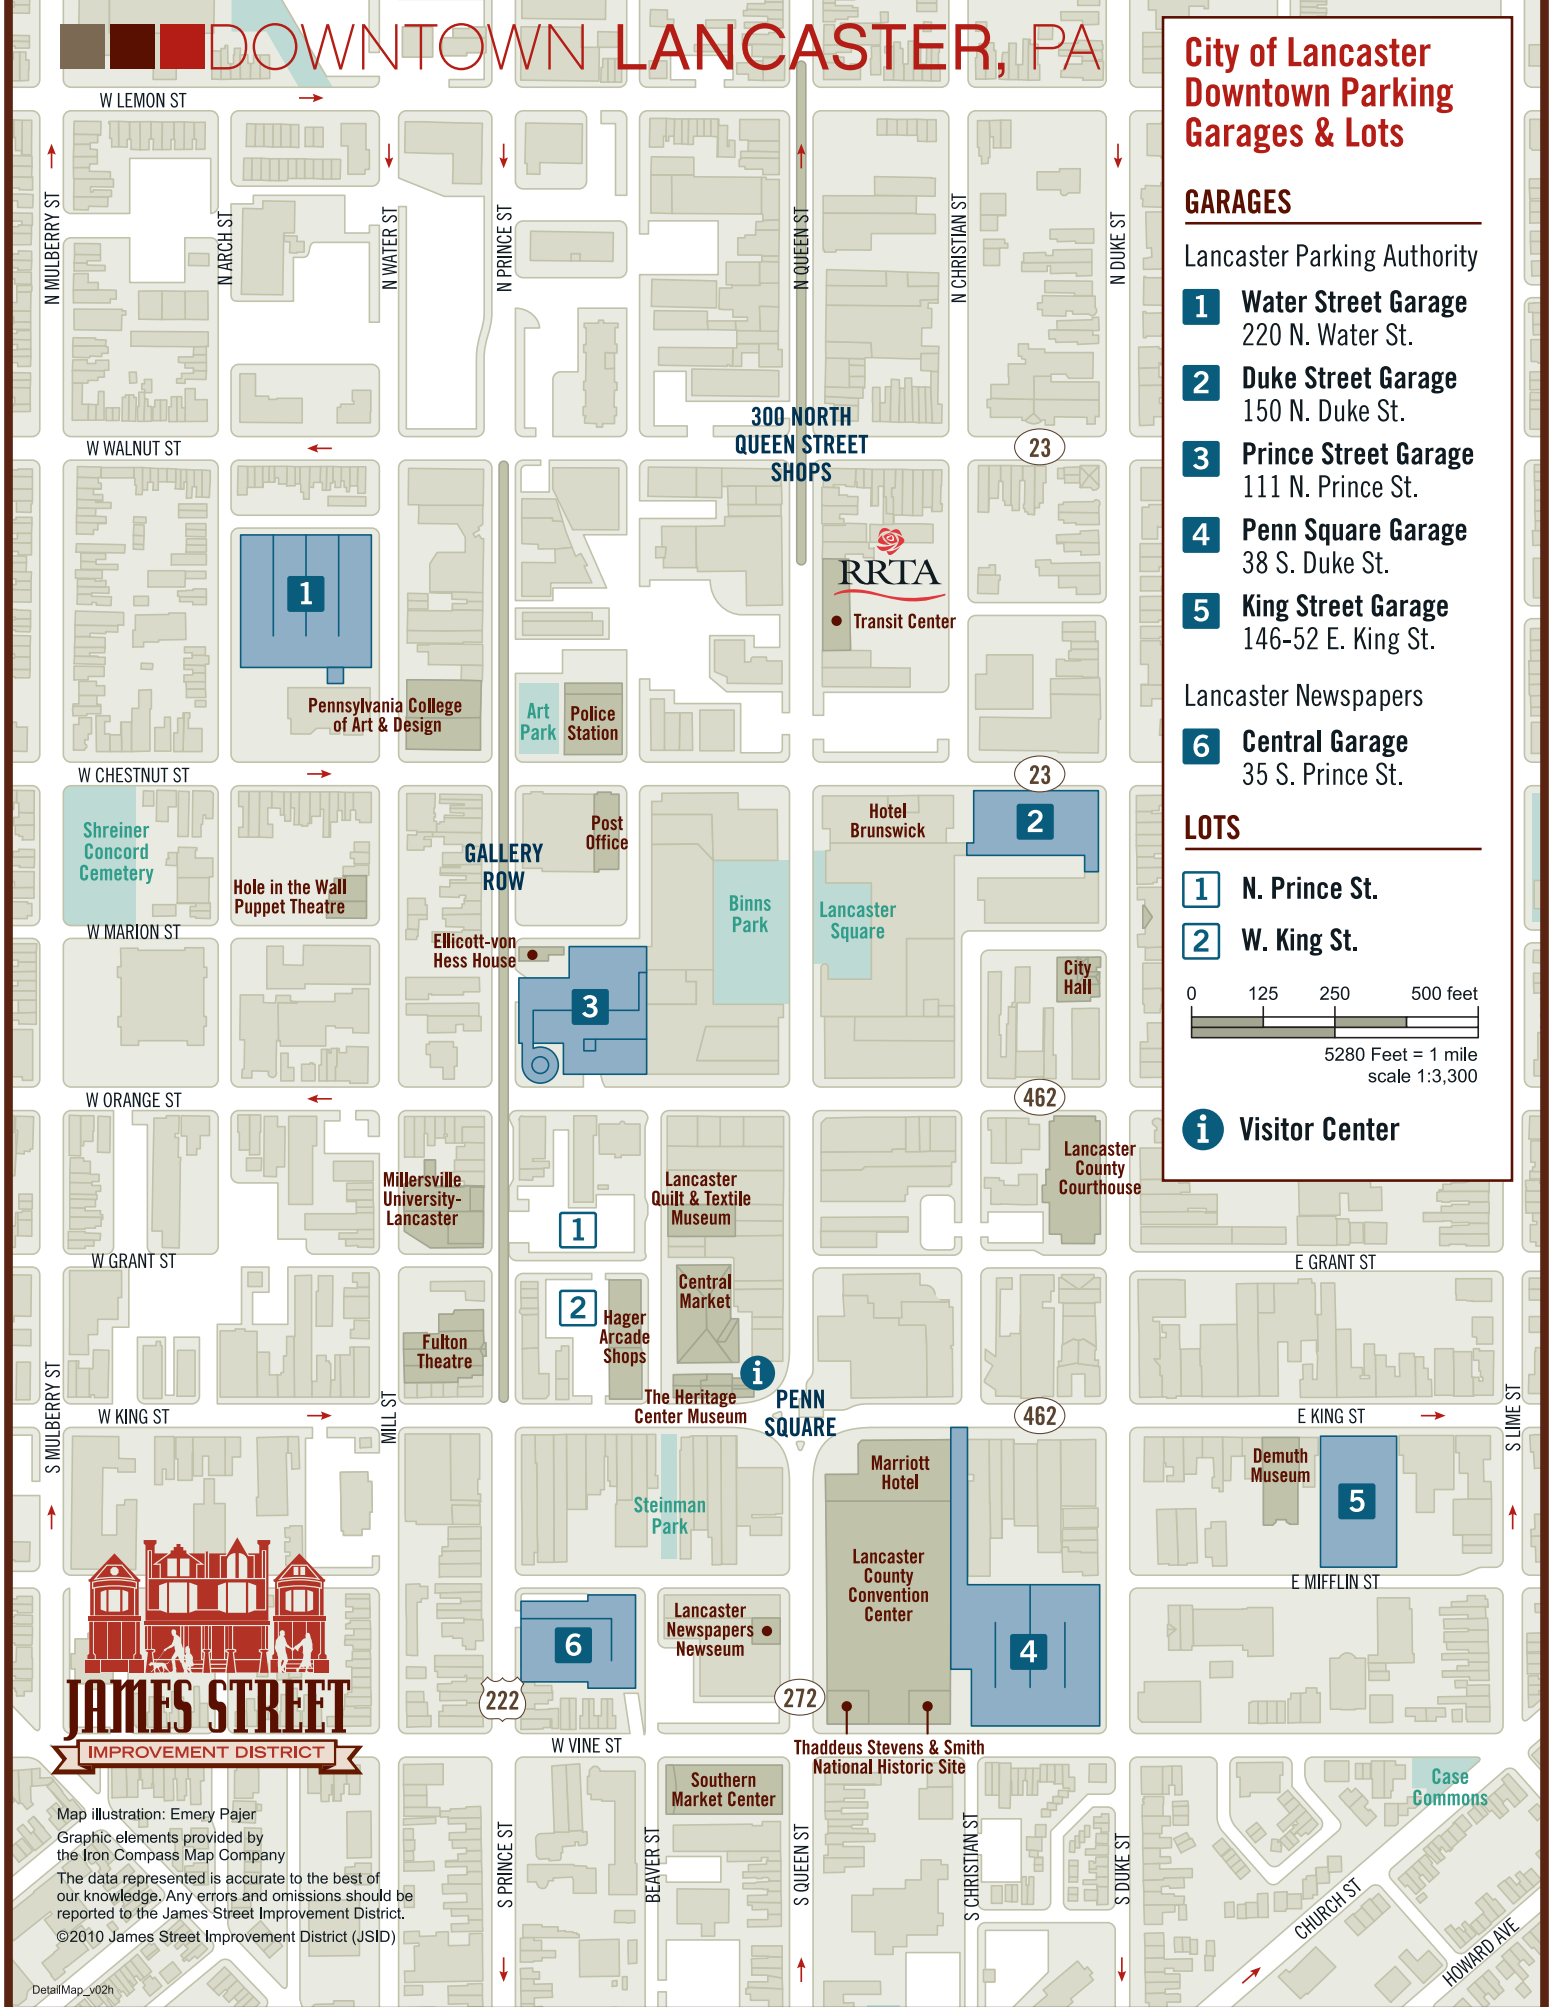 DOWNTOWN LANCASTER, PA
City of Lancaster
Downtown Parking
Garages & Lots
GARAGES
Lancaster Parking Authority
1 Water Street Garage
220 N. Water St.
2 Duke Street Garage
150 N. Duke St.
3 Prince Street Garage
111 N. Prince St.
4 Penn Square Garage
38 S. Duke St.
5 King Street Garage
146-52 E. King St.
Lancaster Newspapers
6 Central Garage
35 S. Prince St.
LOTS
1 N. Prince St.
2 W. King St.
0 125 250 500 feet
5280 Feet = 1 mile
scale 1:3,300
i Visitor Center
W LEMON ST
N MULBERRY ST
N ARCH ST
N WATER ST
N PRINCE ST
N QUEEN ST
N CHRISTIAN ST
N DUKE ST
300 NORTH
QUEEN STREET
SHOPS
W WALNUT ST
23
1
RRTA
Transit Center
Pennsylvania College
of Art & Design
Art
Park
Police
Station
W CHESTNUT ST
23
Shreiner
Concord
Cemetery
Hole in the Wall
Puppet Theatre
GALLERY
ROW
Post
Office
Hotel
Brunswick
2
Binns
Park
Lancaster
Square
W MARION ST
Ellicott-von
Hess House
3
City
Hall
W ORANGE ST
462
Millersville
University-
Lancaster
1
Lancaster
Quilt & Textile
Museum
Lancaster
County
Courthouse
W GRANT ST
E GRANT ST
2
Hager
Arcade
Shops
Central
Market
Fulton
Theatre
i
The Heritage
Center Museum
PENN
SQUARE
S MULBERRY ST
W KING ST
MILL ST
462
E KING ST
S LIME ST
Marriott
Hotel
Demuth
Museum
5
Steinman
Park
Lancaster
County
Convention
Center
E MIFFLIN ST
6
Lancaster
Newspapers
Newseum
4
222
272
W VINE ST
Thaddeus Stevens & Smith
National Historic Site
Southern
Market Center
Case
Commons
S PRINCE ST
BEAVER ST
S QUEEN ST
S CHRISTIAN ST
S DUKE ST
CHURCH ST
HOWARD AVE
JAMES STREET
IMPROVEMENT DISTRICT
Map illustration: Emery Pajer
Graphic elements provided by
the Iron Compass Map Company
The data represented is accurate to the best of
our knowledge. Any errors and omissions should be
reported to the James Street Improvement District.
©2010 James Street Improvement District (JSID)
DetailMap_v02h